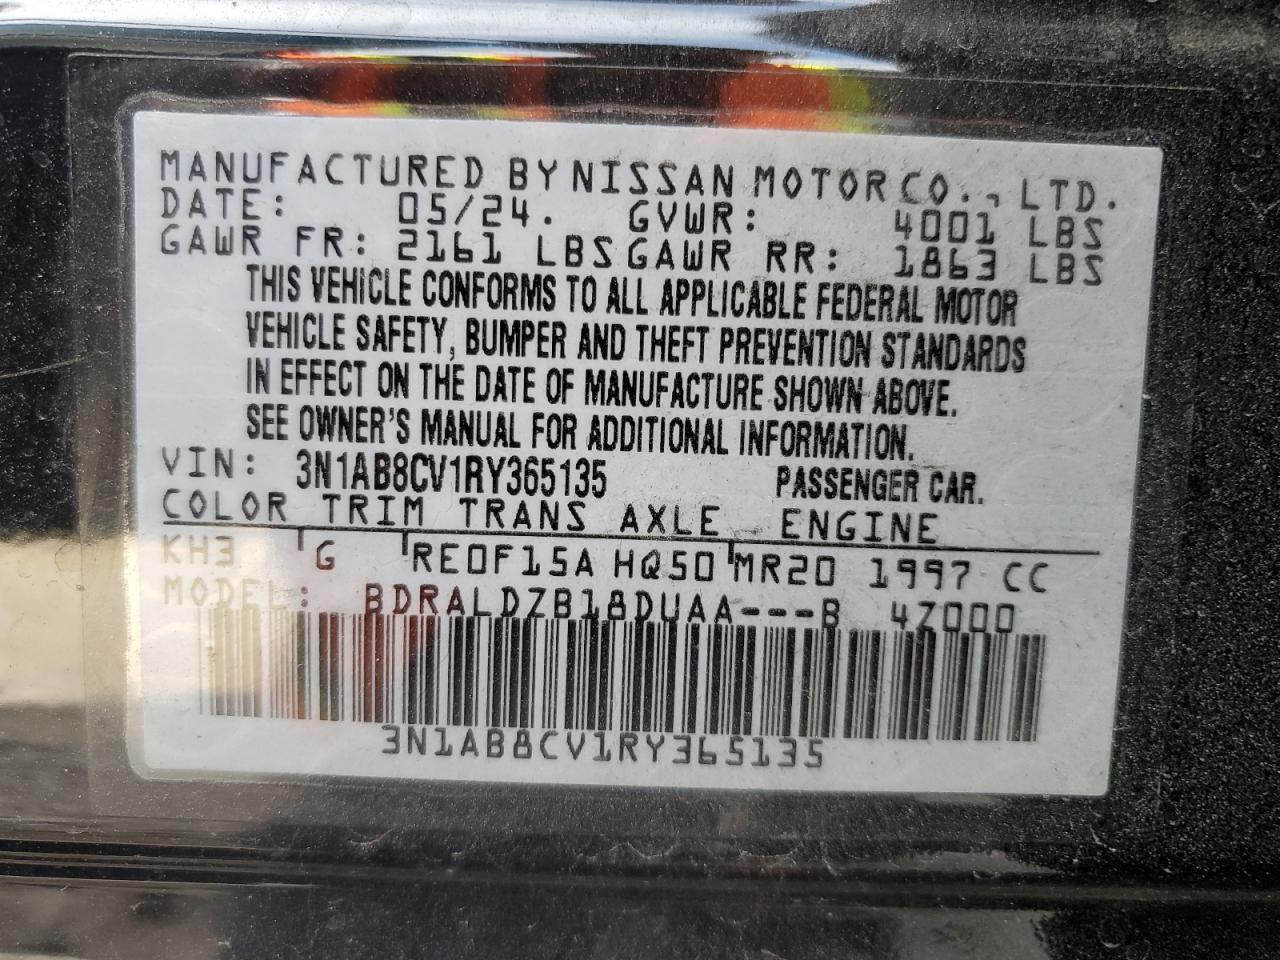 MANUFACTURED BY NISSAN MOTOR CO., LTD.
DATE: 05/24. GVWR: 4001 LBS
GAWR FR: 2161 LBS GAWR RR: 1863 LBS
THIS VEHICLE CONFORMS TO ALL APPLICABLE FEDERAL MOTOR
VEHICLE SAFETY, BUMPER AND THEFT PREVENTION STANDARDS
IN EFFECT ON THE DATE OF MANUFACTURE SHOWN ABOVE.
SEE OWNER'S MANUAL FOR ADDITIONAL INFORMATION.
VIN: 3N1AB8CV1RY365135 PASSENGER CAR.
COLOR TRIM TRANS AXLE ENGINE
KH3 G RE0F15A HQ50 MR20 1997 CC
MODEL: BDRALDZB18DUAA---B 4Z000
3N1AB8CV1RY365135